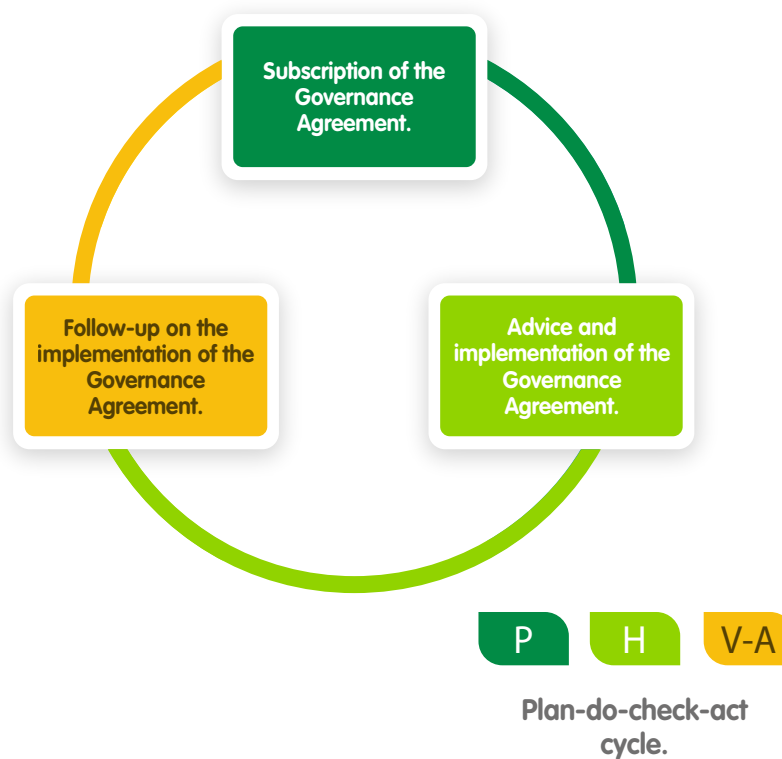 Subscription of the
Governance
Agreement.
Follow-up on the
implementation of the
Governance
Agreement.
Advice and
implementation of the
Governance
Agreement.
P
H
V-A
Plan-do-check-act
cycle.